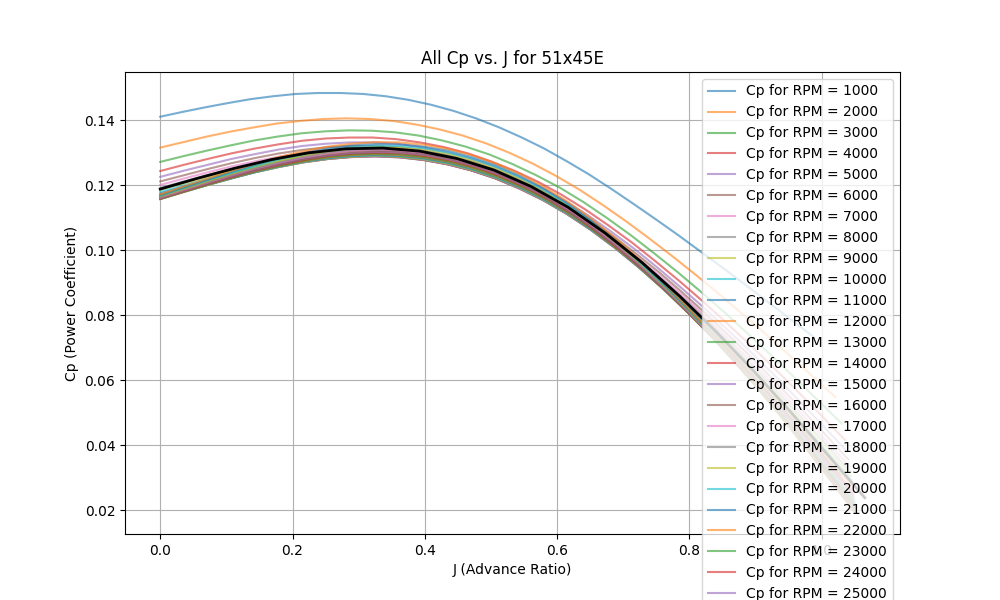 All Cp vs. J for 51x45E
Cp (Power Coefficient)
0.14
0.12
0.10
0.08
0.06
0.04
0.02
0.0
0.2
0.4
0.6
0.8
J (Advance Ratio)
Cp for RPM = 1000
Cp for RPM = 2000
Cp for RPM = 3000
Cp for RPM = 4000
Cp for RPM = 5000
Cp for RPM = 6000
Cp for RPM = 7000
Cp for RPM = 8000
Cp for RPM = 9000
Cp for RPM = 10000
Cp for RPM = 11000
Cp for RPM = 12000
Cp for RPM = 13000
Cp for RPM = 14000
Cp for RPM = 15000
Cp for RPM = 16000
Cp for RPM = 17000
Cp for RPM = 18000
Cp for RPM = 19000
Cp for RPM = 20000
Cp for RPM = 21000
Cp for RPM = 22000
Cp for RPM = 23000
Cp for RPM = 24000
Cp for RPM = 25000